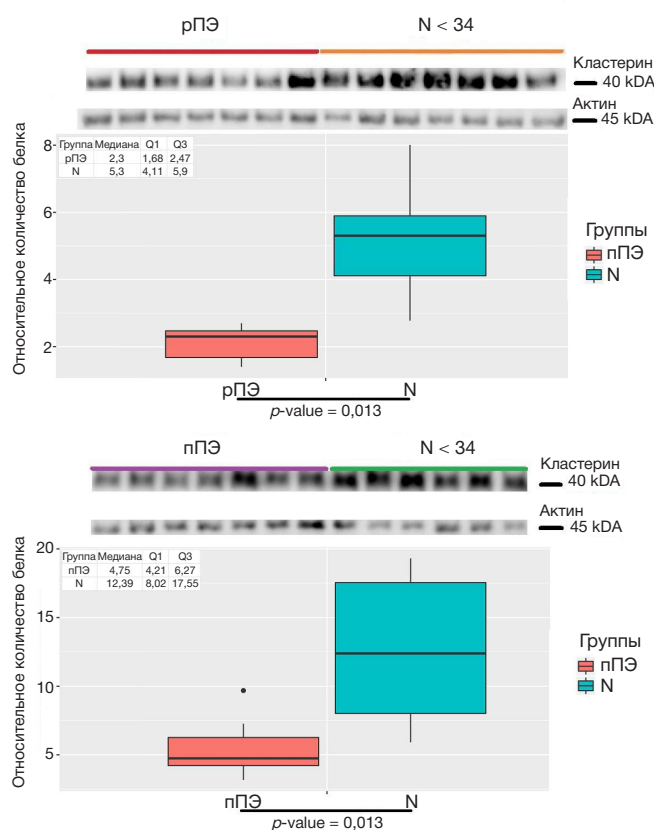 рПЭ N < 34
Кластерин
40 kDA
Актин
45 kDA
Относительное количество белка
8
6
4
2
Группа Медиана Q1 Q3
рПЭ 2,3 1,68 2,47
N 5,3 4,11 5,9
Группы
пПЭ
N
рПЭ N
p-value = 0,013
пПЭ N < 34
Кластерин
40 kDA
Актин
45 kDA
Относительное количество белка
20
15
10
5
Группа Медиана Q1 Q3
пПЭ 4,75 4,21 6,27
N 12,39 8,02 17,55
Группы
пПЭ
N
пПЭ N
p-value = 0,013